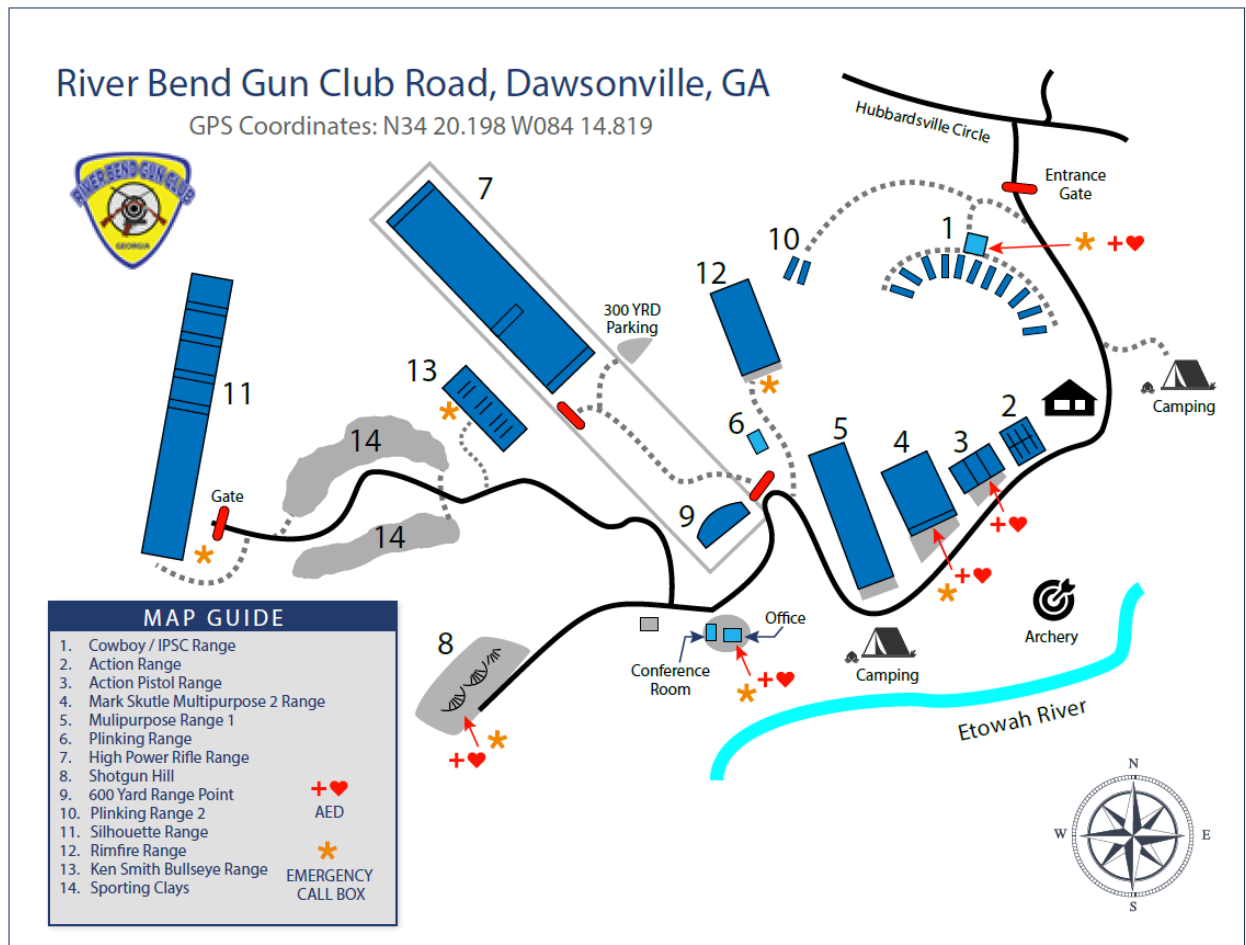 River Bend Gun Club Road, Dawsonville, GA
GPS Coordinates: N34 20.198 W084 14.819
RIVER BEND GUN CLUB
GEORGIA
Hubbardsville Circle
Entrance
Gate
7
10
1
12
300 YRD
Parking
13
11
Camping
2
6
5
4
3
14
Gate
9
14
8
Office
Conference
Room
Camping
Archery
Etowah River
MAP GUIDE
1. Cowboy / IPSC Range
2. Action Range
3. Action Pistol Range
4. Mark Skutle Multipurpose 2 Range
5. Mulipurpose Range 1
6. Plinking Range
7. High Power Rifle Range
8. Shotgun Hill
9. 600 Yard Range Point
10. Plinking Range 2
11. Silhouette Range
12. Rimfire Range
13. Ken Smith Bullseye Range
14. Sporting Clays
AED
EMERGENCY
CALL BOX
N
W
E
S